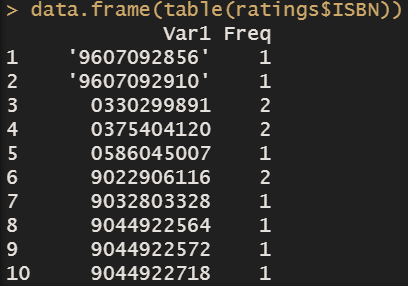 > data.frame(table(ratings$ISBN))
Var1 Freq
1 '9607092856' 1
2 '9607092910' 1
3 0330299891 2
4 0375404120 2
5 0586045007 1
6 9022906116 2
7 9032803328 1
8 9044922564 1
9 9044922572 1
10 9044922718 1